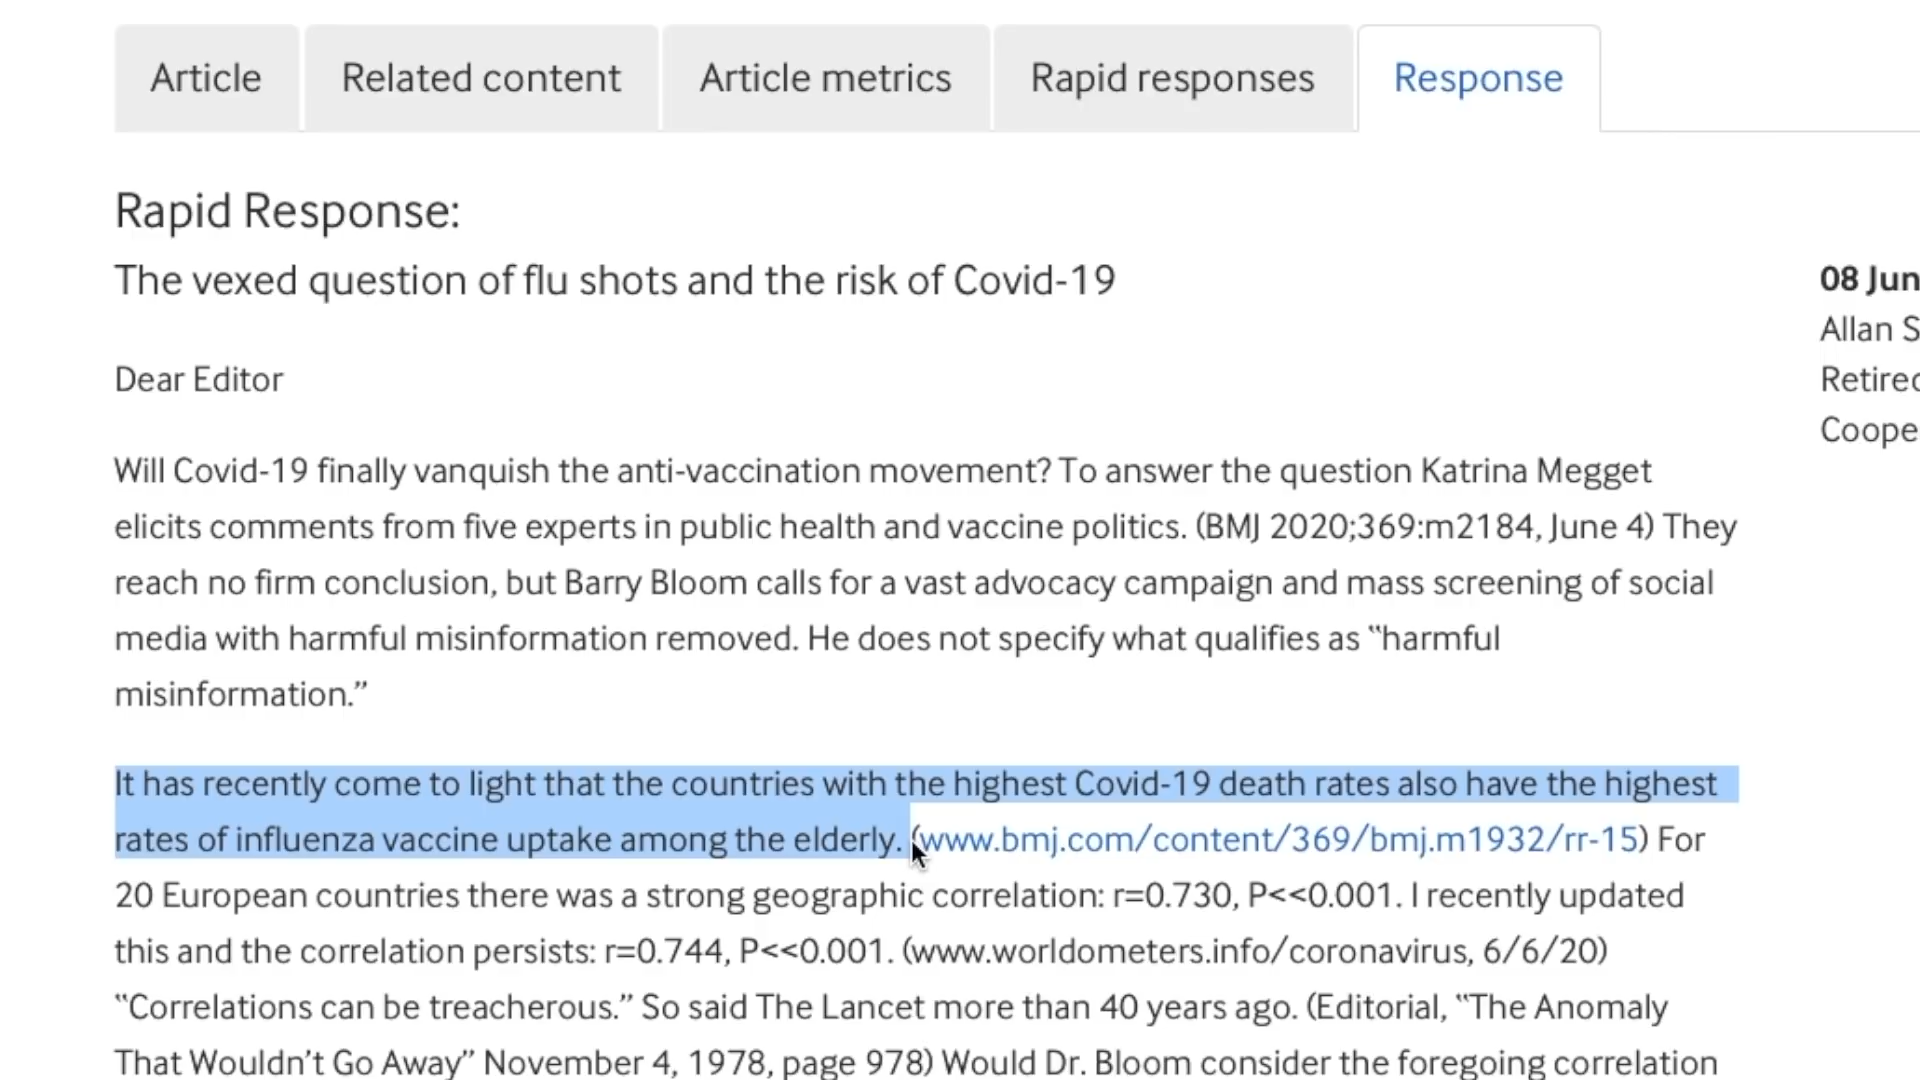 Article
Related content
Article metrics
Rapid responses
Response
Rapid Response:
The vexed question of flu shots and the risk of Covid-19
08 Jun
Allan S
Retired
Coope
Dear Editor
Will Covid-19 finally vanquish the anti-vaccination movement? To answer the question Katrina Megget
elicits comments from five experts in public health and vaccine politics. (BMJ 2020;369:m2184, June 4) They
reach no firm conclusion, but Barry Bloom calls for a vast advocacy campaign and mass screening of social
media with harmful misinformation removed. He does not specify what qualifies as “harmful
misinformation.”
It has recently come to light that the countries with the highest Covid-19 death rates also have the highest
rates of influenza vaccine uptake among the elderly. (www.bmj.com/content/369/bmj.m1932/rr-15) For
20 European countries there was a strong geographic correlation: r=0.730, P<<0.001. I recently updated
this and the correlation persists: r=0.744, P<<0.001. (www.worldometers.info/coronavirus, 6/6/20)
“Correlations can be treacherous.” So said The Lancet more than 40 years ago. (Editorial, “The Anomaly
That Wouldn’t Go Away” November 4, 1978, page 978) Would Dr. Bloom consider the foregoing correlation